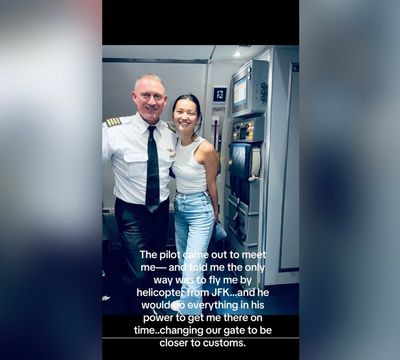 12
The pilot came out to meet
me— and told me the only
way was to fly me by
helicopter from JFK...and he
would do everything in his
power to get me there on
time..changing our gate to be
closer to customs.